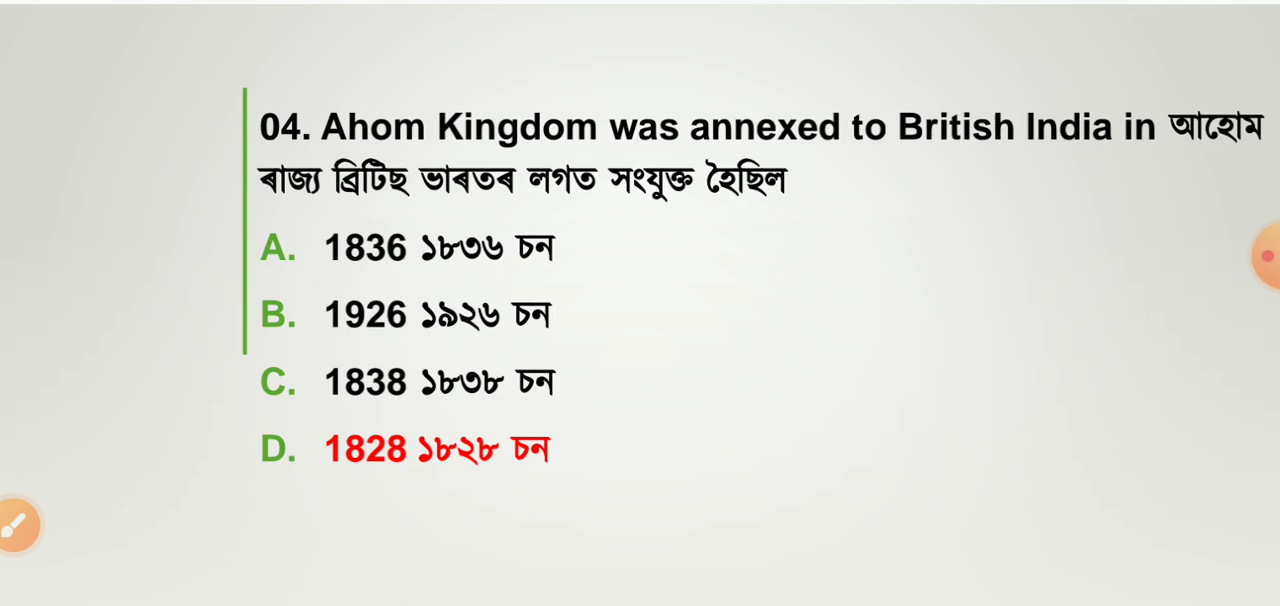 04. Ahom Kingdom was annexed to British India in আহোম
ৰাজ্য ব্ৰিটিছ ভাৰতৰ লগত সংযুক্ত হৈছিল
A. 1836 ১৮৩৬ চন
B. 1926 ১৯২৬ চন
C. 1838 ১৮৩৮ চন
D. 1828 ১৮২৮ চন